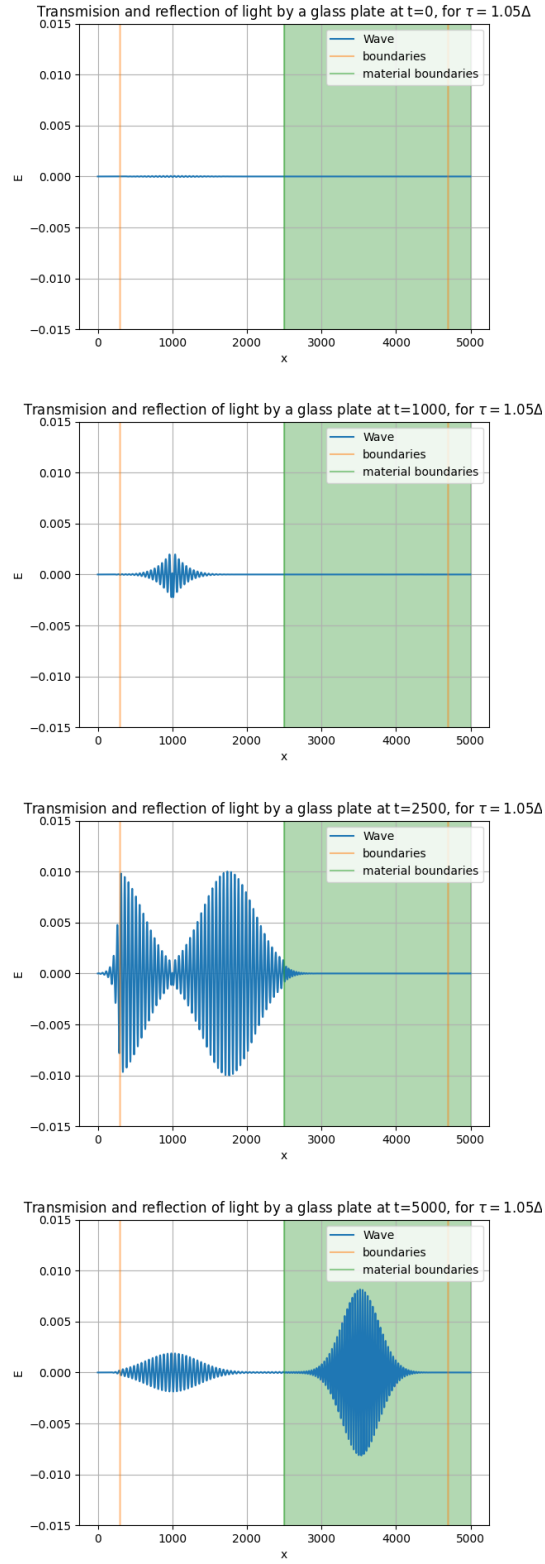 Transmision and reflection of light by a glass plate at t=0, for τ = 1.05Δ
0.015
0.010
0.005
0.000
−0.005
−0.010
−0.015
E
Wave
boundaries
material boundaries
0 1000 2000 3000 4000 5000
x
Transmision and reflection of light by a glass plate at t=1000, for τ = 1.05Δ
0.015
0.010
0.005
0.000
−0.005
−0.010
−0.015
E
Wave
boundaries
material boundaries
0 1000 2000 3000 4000 5000
x
Transmision and reflection of light by a glass plate at t=2500, for τ = 1.05Δ
0.015
0.010
0.005
0.000
−0.005
−0.010
−0.015
E
Wave
boundaries
material boundaries
0 1000 2000 3000 4000 5000
x
Transmision and reflection of light by a glass plate at t=5000, for τ = 1.05Δ
0.015
0.010
0.005
0.000
−0.005
−0.010
−0.015
E
Wave
boundaries
material boundaries
0 1000 2000 3000 4000 5000
x